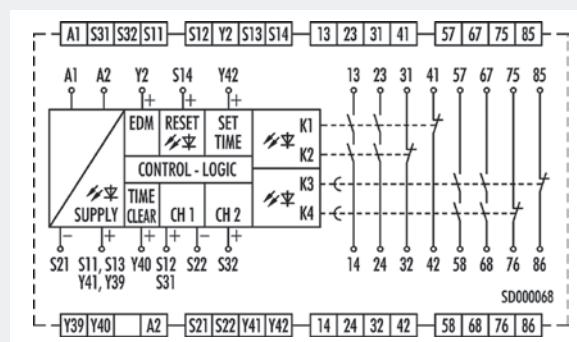 A1 S31 S32 S11 S12 Y2 S13 S14 13 23 31 41 57 67 75 85
A1 A2 Y2 S14 Y42 13 23 31 41 57 67 75 85
+ + +
EDM RESET SET TIME
K1
K2
CONTROL - LOGIC
K3
SUPPLY TIME CLEAR CH 1 CH 2
K4
− + + + − +
S21 S11, S13 Y41, Y39 Y40 S12 S31 S22 S32 14 24 32 42 58 68 76 86
SD000068
Y39 Y40 A2 S21 S22 Y41 Y42 14 24 32 42 58 68 76 86